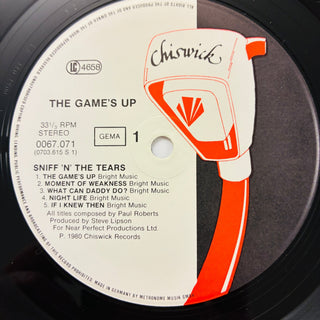 LC 4658
Chiswick
THE GAME'S UP
33⅓ RPM
STEREO
0067.071
(0703.615 S1)
GEMA
1
SNIFF 'N' THE TEARS
1. THE GAME'S UP Bright Music
2. MOMENT OF WEAKNESS Bright Music
3. WHAT CAN DADDY DO? Bright Music
4. NIGHT LIFE Bright Music
5. IF I KNEW THEN Bright Music
All titles composed by Paul Roberts
Produced by Steve Lipson
For Near Perfect Productions Ltd.
℗ 1980 Chiswick Records
MADE IN GERMANY BY METRONOME MUSIK GMBH